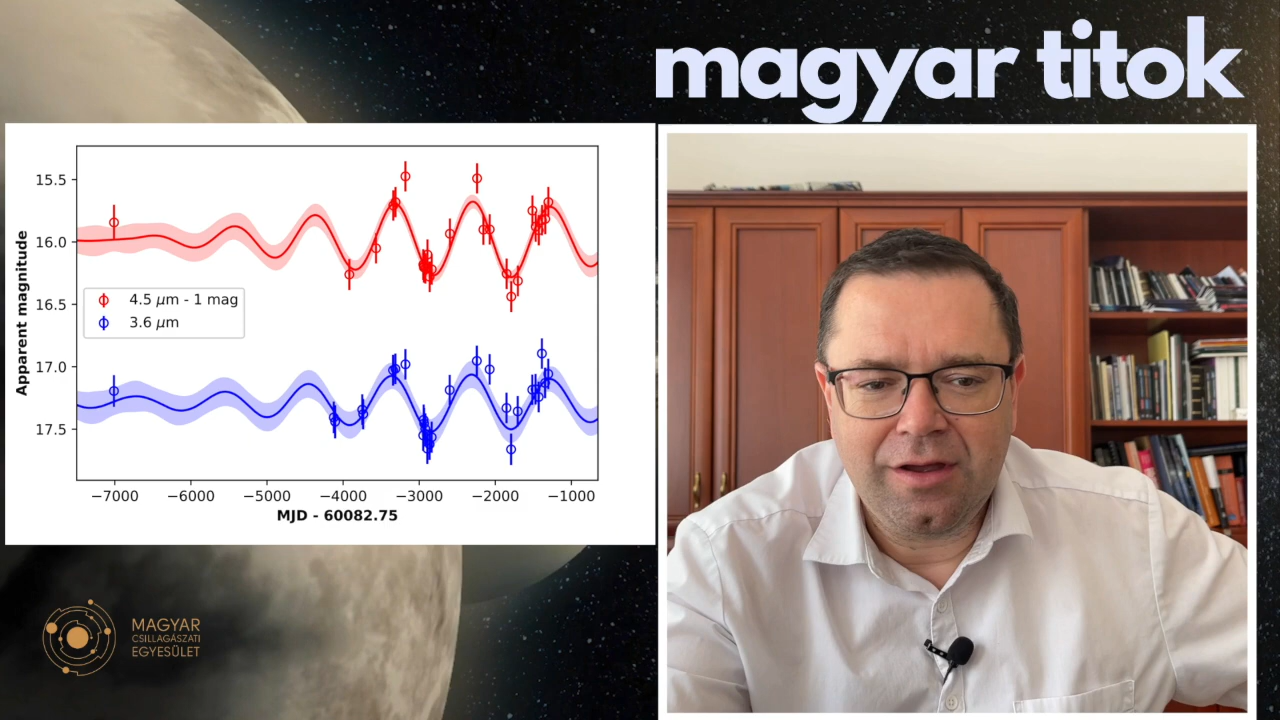 magyar titok
15.5
16.0
16.5
17.0
17.5
Apparent magnitude
4.5 μm - 1 mag
3.6 μm
−7000 −6000 −5000 −4000 −3000 −2000 −1000
MJD - 60082.75
MAGYAR
CSILLAGÁSZATI
EGYESÜLET